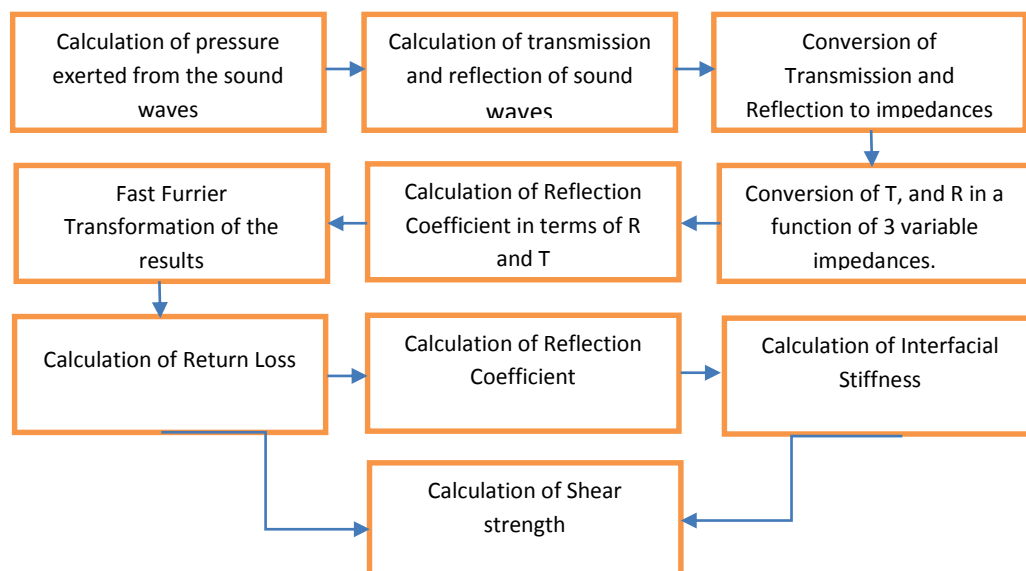 Calculation of pressure
exerted from the sound
waves
Calculation of transmission
and reflection of sound
waves
Conversion of
Transmission and
Reflection to impedances
Fast Furrier
Transformation of the
results
Calculation of Reflection
Coefficient in terms of R
and T
Conversion of T, and R in a
function of 3 variable
impedances.
Calculation of Return Loss
Calculation of Reflection
Coefficient
Calculation of Interfacial
Stiffness
Calculation of Shear
strength